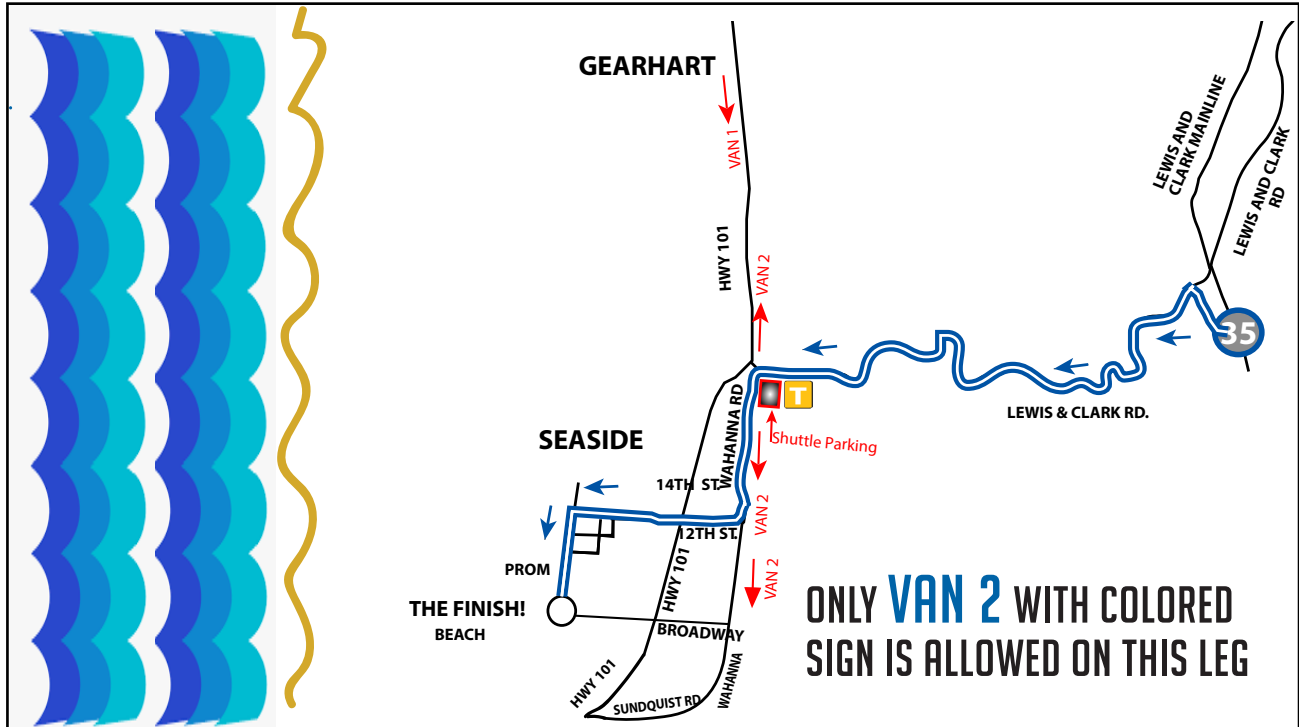 GEARHART
VAN 1
HWY 101
VAN 2
LEWIS AND
CLARK MAINLINE
LEWIS AND CLARK
RD
35
LEWIS & CLARK RD.
T
Shuttle Parking
WAHANNA RD
SEASIDE
14TH ST.
12TH ST.
VAN 2
VAN 2
HWY 101
PROM
THE FINISH!
BEACH
BROADWAY
HWY 101
SUNDQUIST RD
WAHANNA
ONLY VAN 2 WITH COLORED
SIGN IS ALLOWED ON THIS LEG